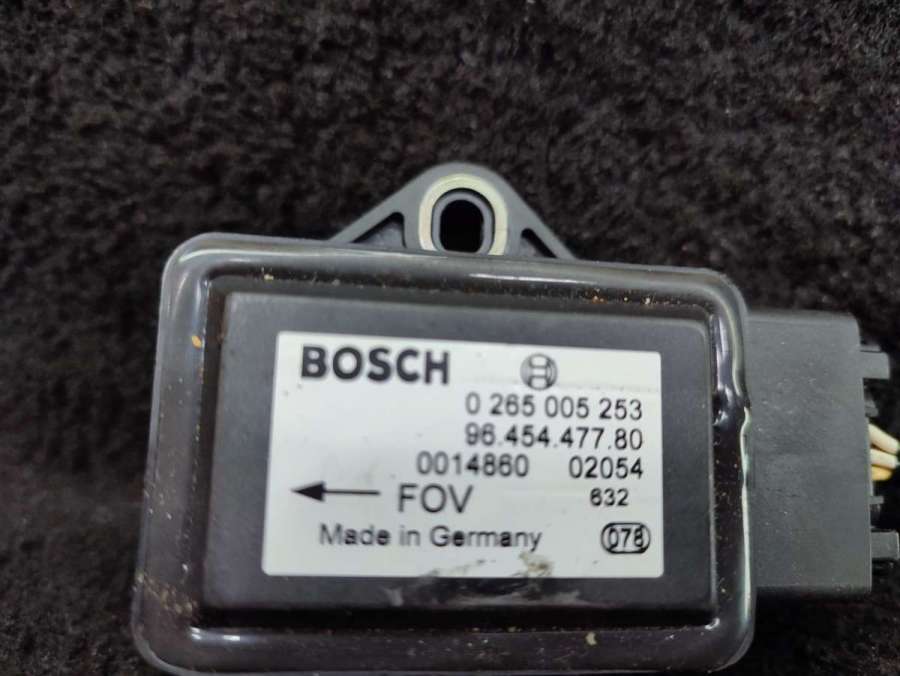 BOSCH
0 265 005 253
96.454.477.80
0014860 02054
FOV 632
Made in Germany 078